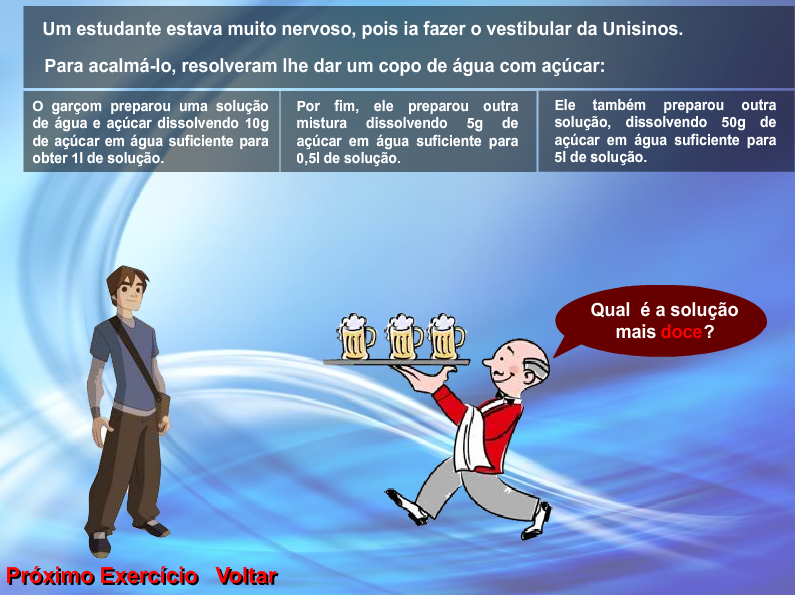 Um estudante estava muito nervoso, pois ia fazer o vestibular da Unisinos.
Para acalmá-lo, resolveram lhe dar um copo de água com açúcar:
O garçom preparou uma solução
de água e açúcar dissolvendo 10g
de açúcar em água suficiente para
obter 1l de solução.
Por fim, ele preparou outra
mistura dissolvendo 5g de
açúcar em água suficiente para
0,5l de solução.
Ele também preparou outra
solução, dissolvendo 50g de
açúcar em água suficiente para
5l de solução.
Qual é a solução
mais doce?
Próximo Exercício Voltar